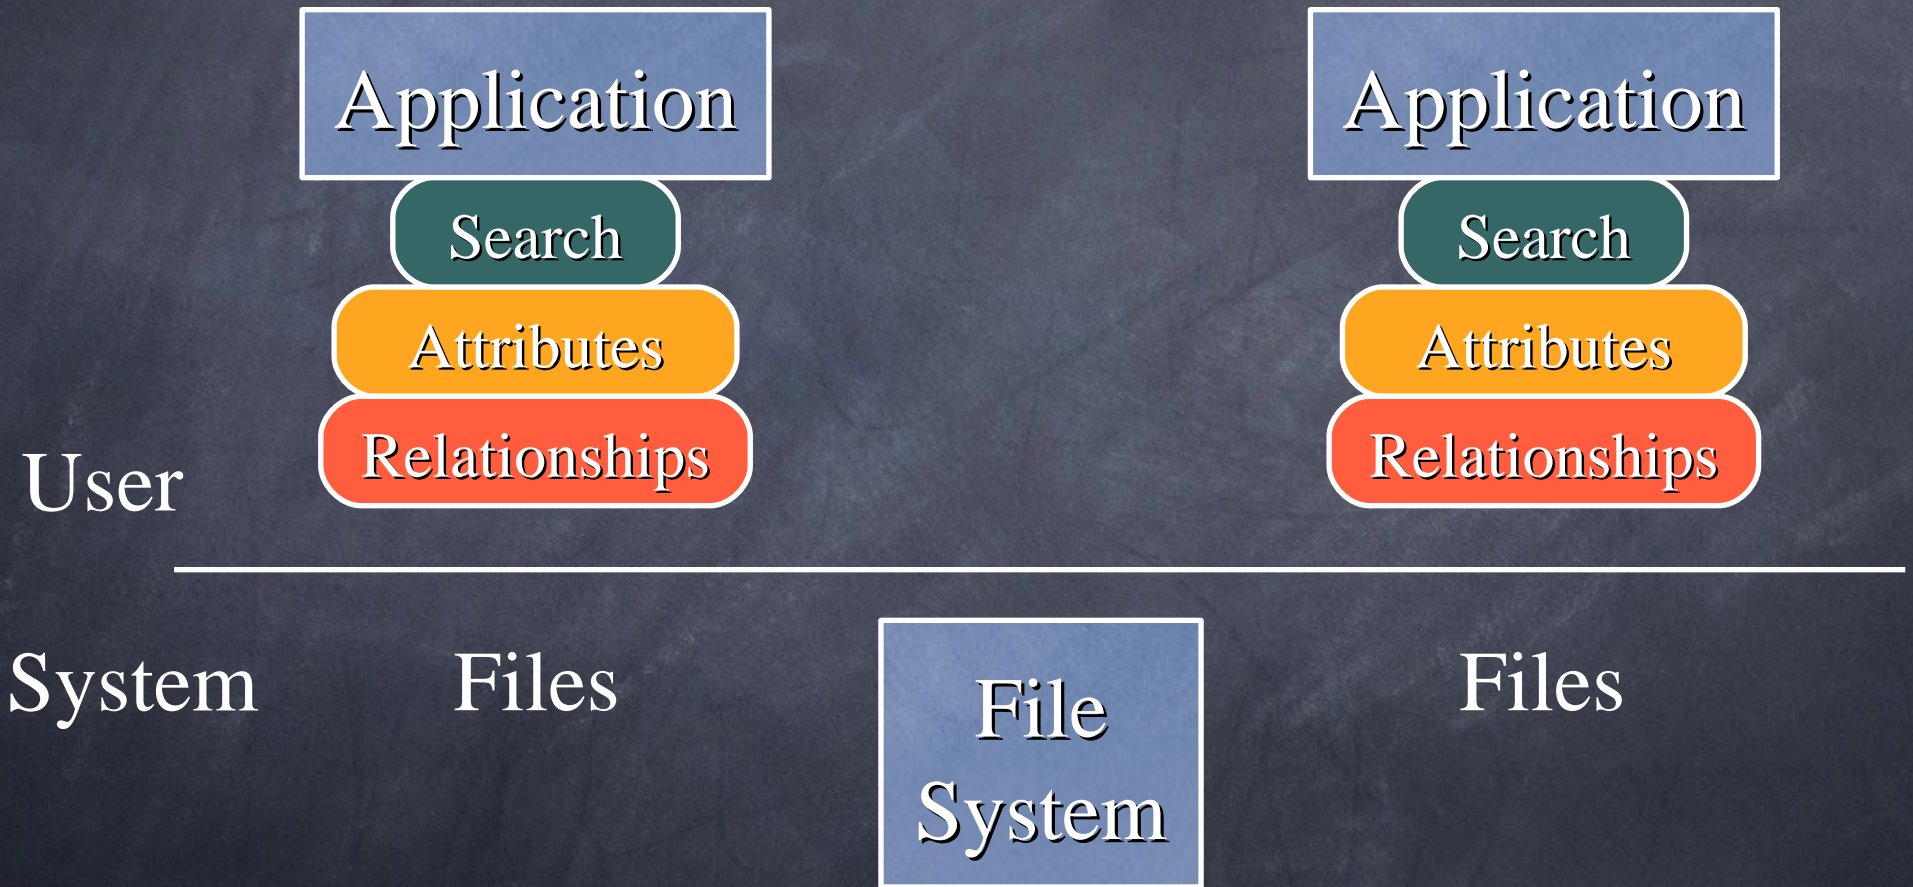 Application
Application
Search
Search
Attributes
Attributes
Relationships
Relationships
User
System
Files
File
System
Files